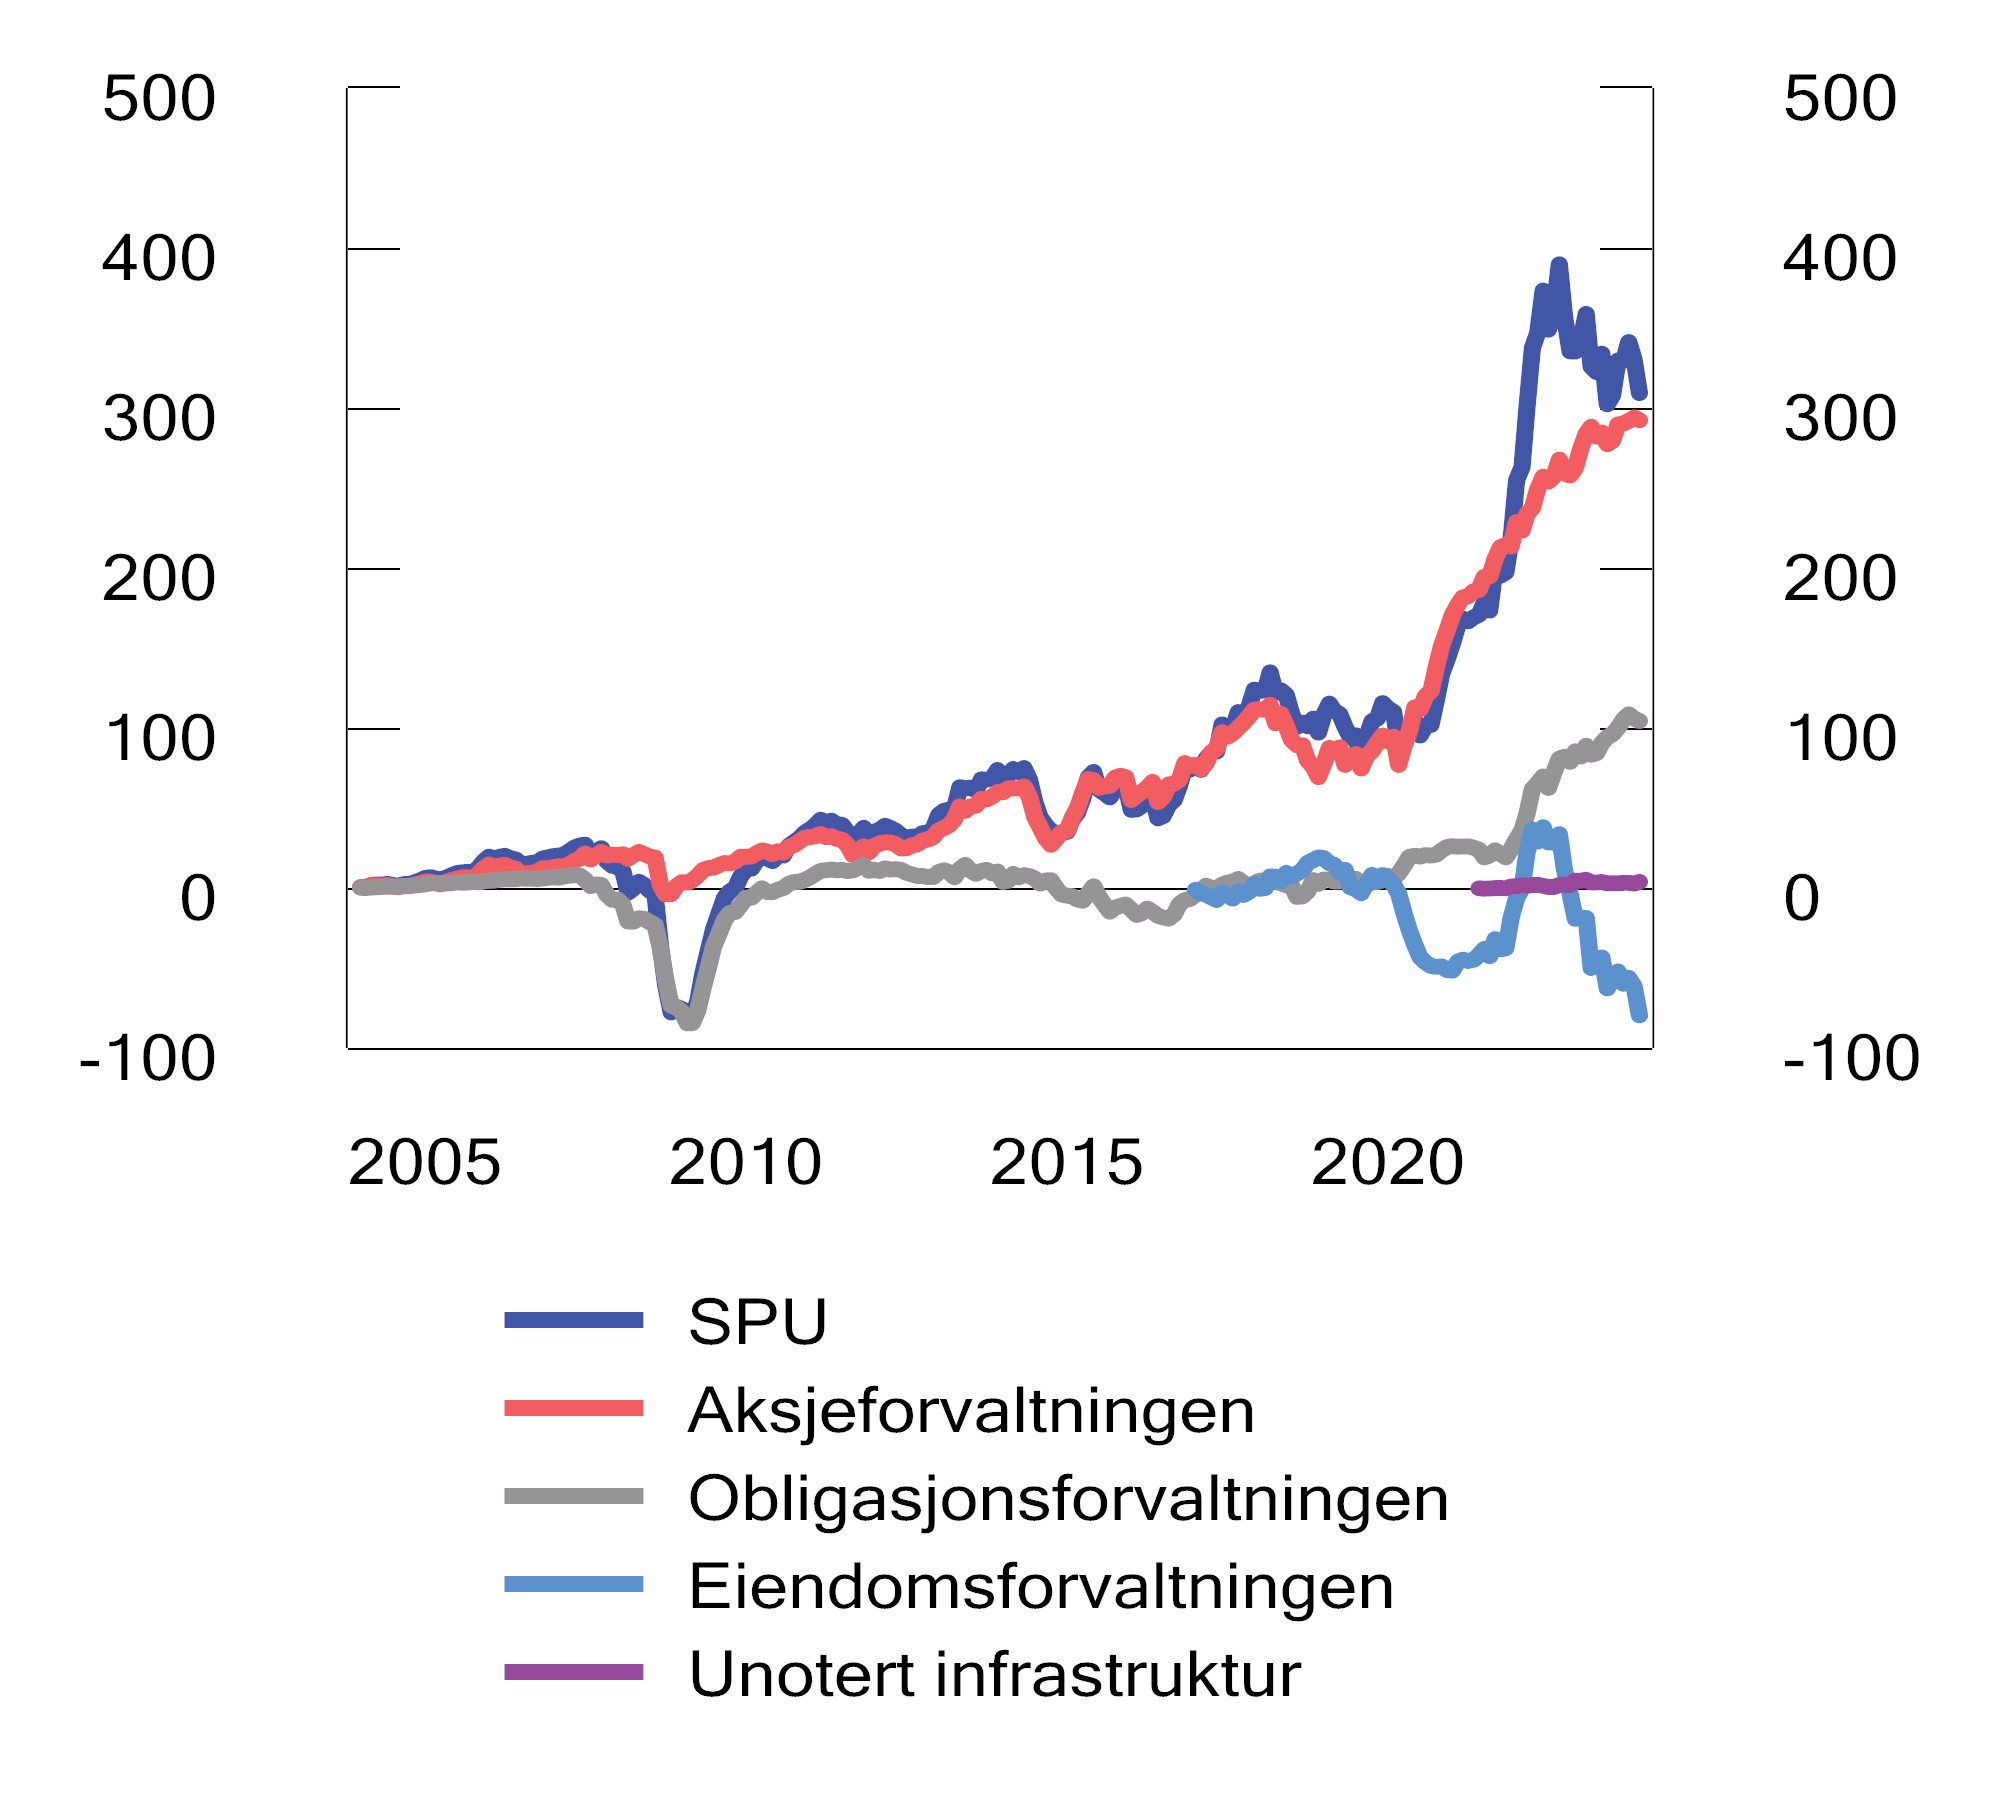 500 500
400 400
300 300
200 200
100 100
0 0
-100 -100
2005 2010 2015 2020
SPU
Aksjeforvaltningen
Obligasjonsforvaltningen
Eiendomsforvaltningen
Unotert infrastruktur